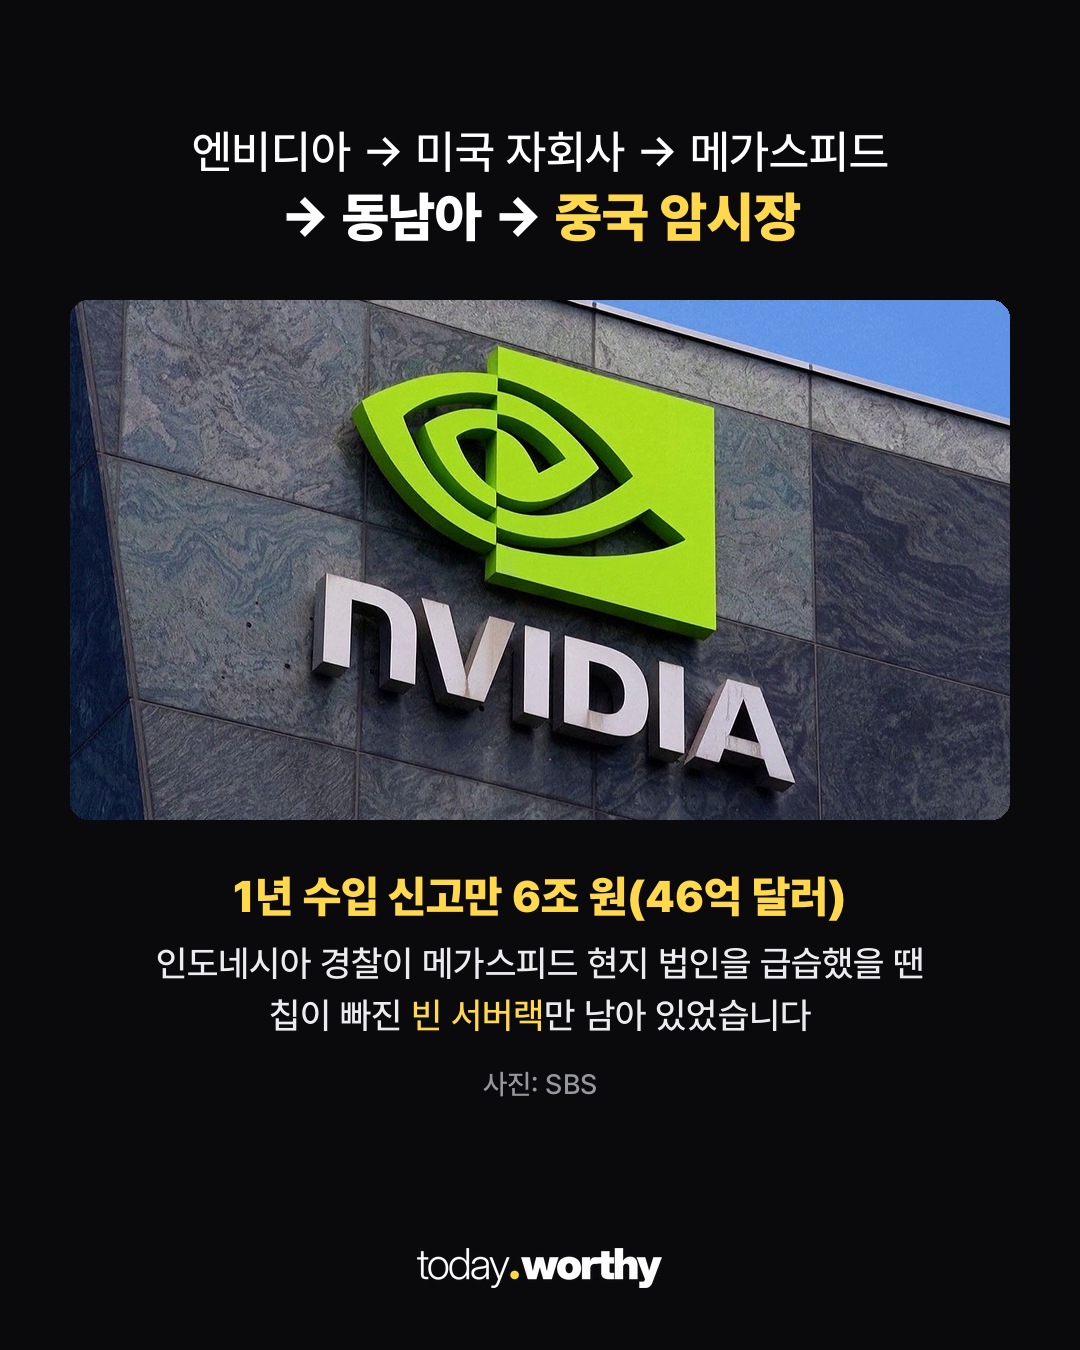 엔비디아 → 미국 자회사 → 메가스피드
→ 동남아 → 중국 암시장
NVIDIA
1년 수입 신고만 6조 원(46억 달러)
인도네시아 경찰이 메가스피드 현지 법인을 급습했을 땐
칩이 빠진 빈 서버랙만 남아 있었습니다
사진: SBS
today.worthy